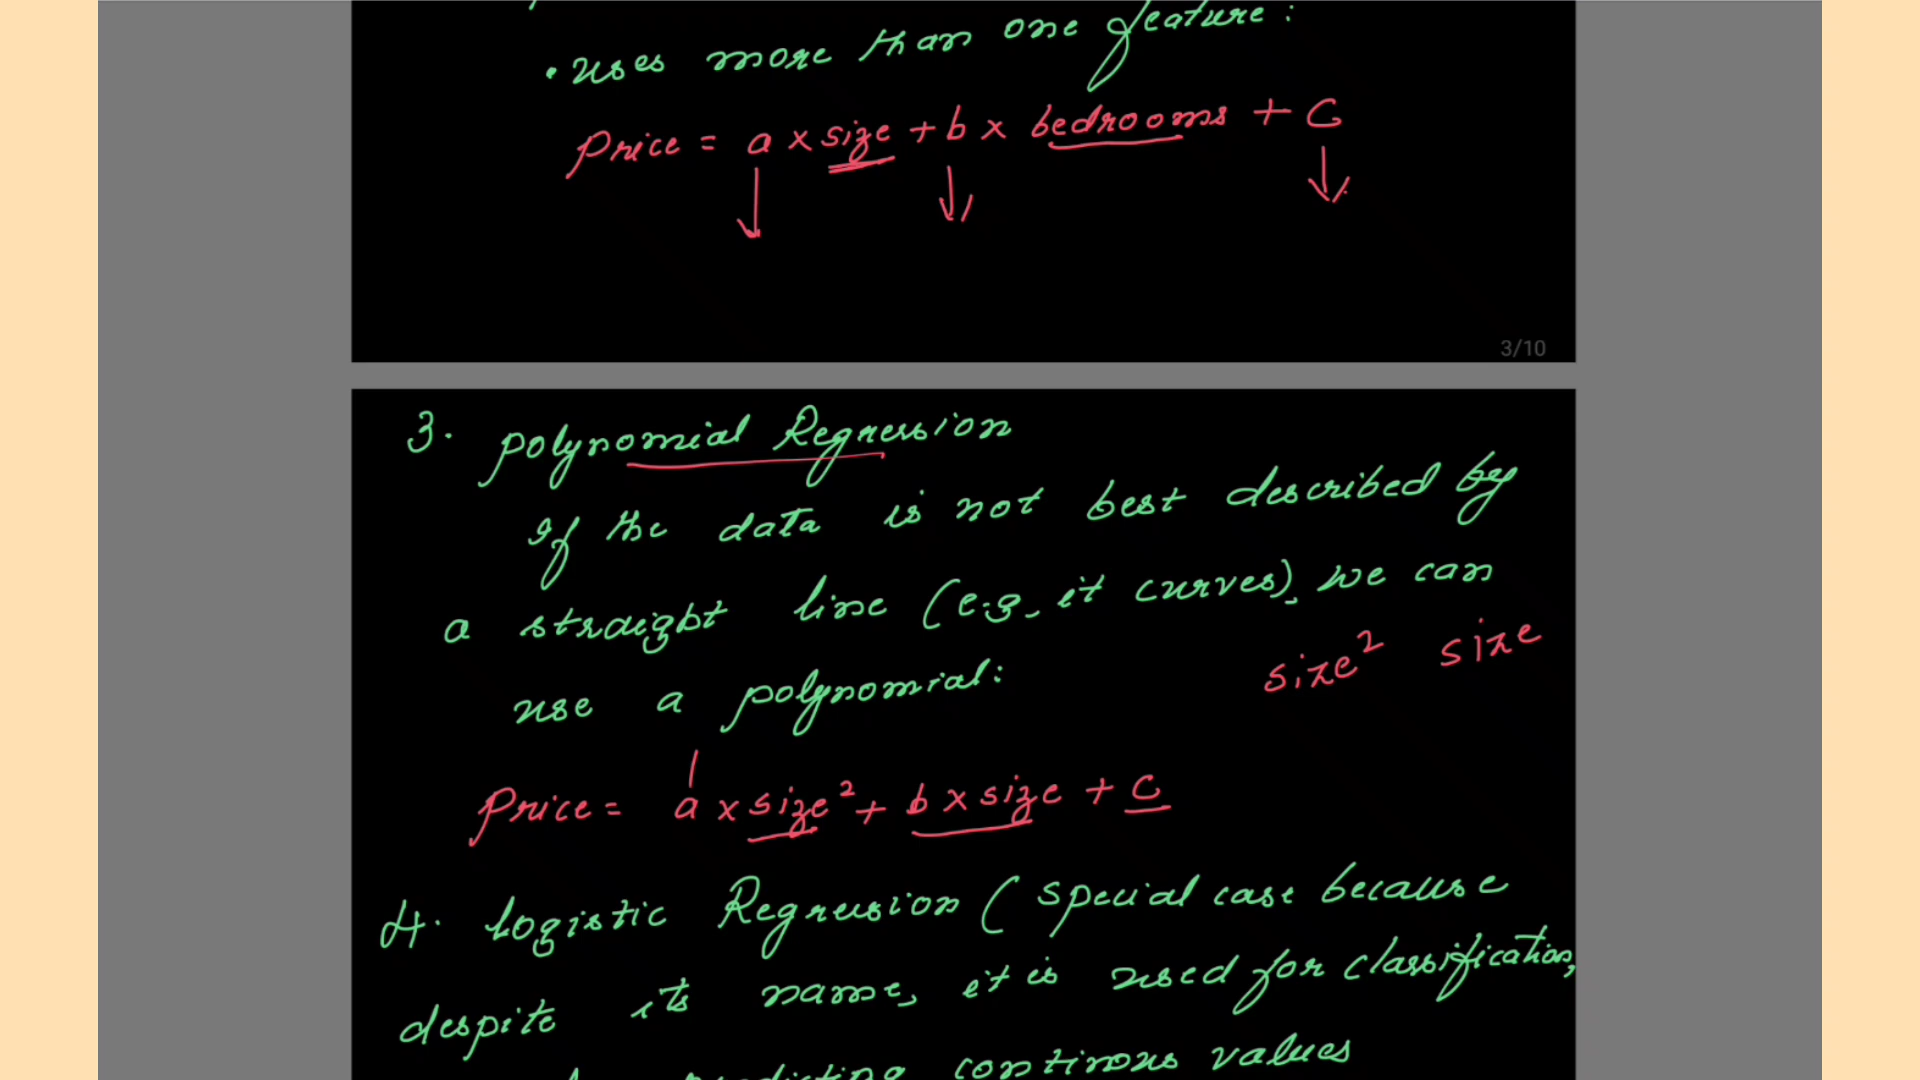 • uses more than one feature:
Price = a × size + b × bedrooms + C
3/10
3. polynomial Regression
If the data is not best described by
a straight line (e.g, it curves), we can
use a polynomial:
size² size
Price = a × size² + b × size + C
4. Logistic Regression ( special case because
despite its name, it is used for classification,
predicting continous values